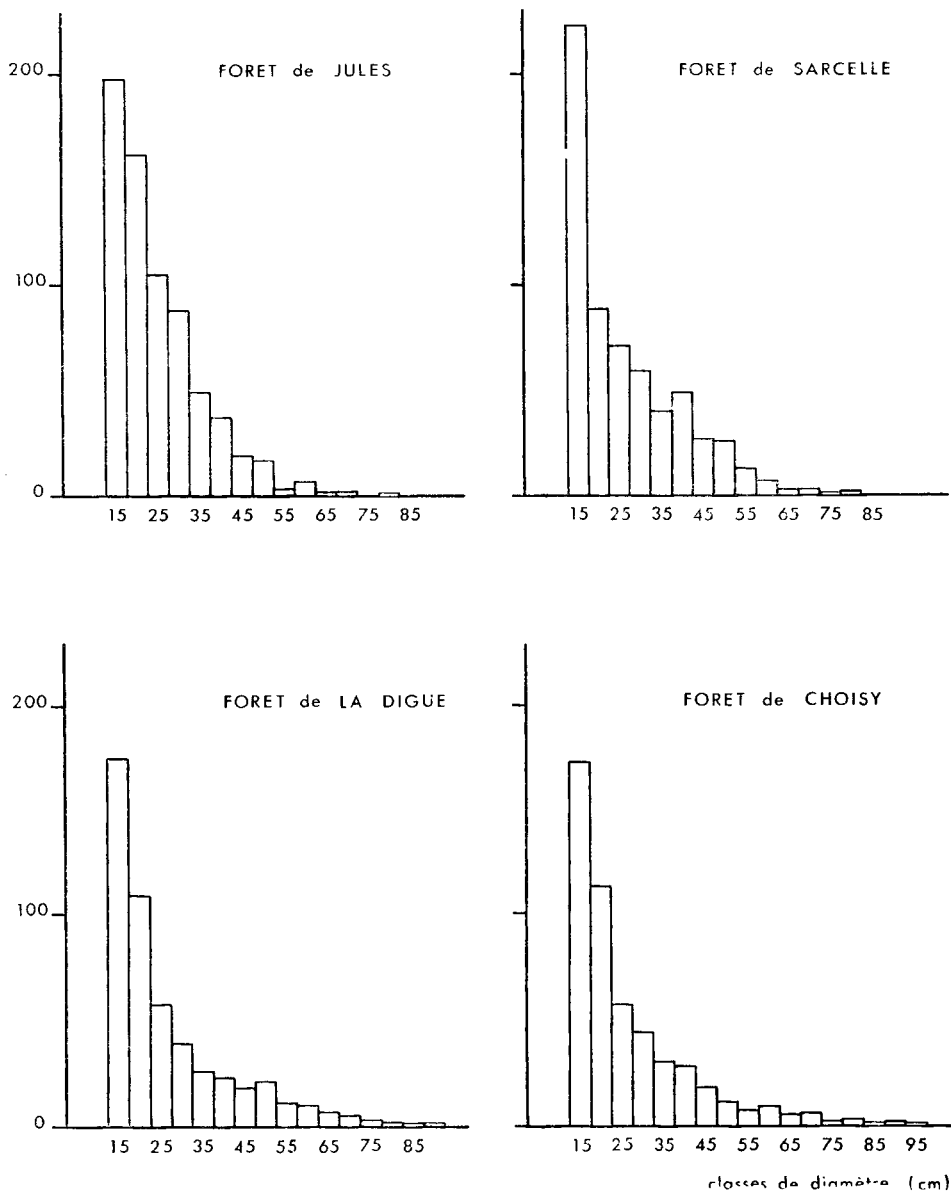 FORET de JULES
200
100
0
15 25 35 45 55 65 75 85
FORET de SARCELLE
15 25 35 45 55 65 75 85
FORET de LA DIGUE
200
100
0
15 25 35 45 55 65 75 85
FORET de CHOISY
15 25 35 45 55 65 75 85 95
classes de diamètre (cm)